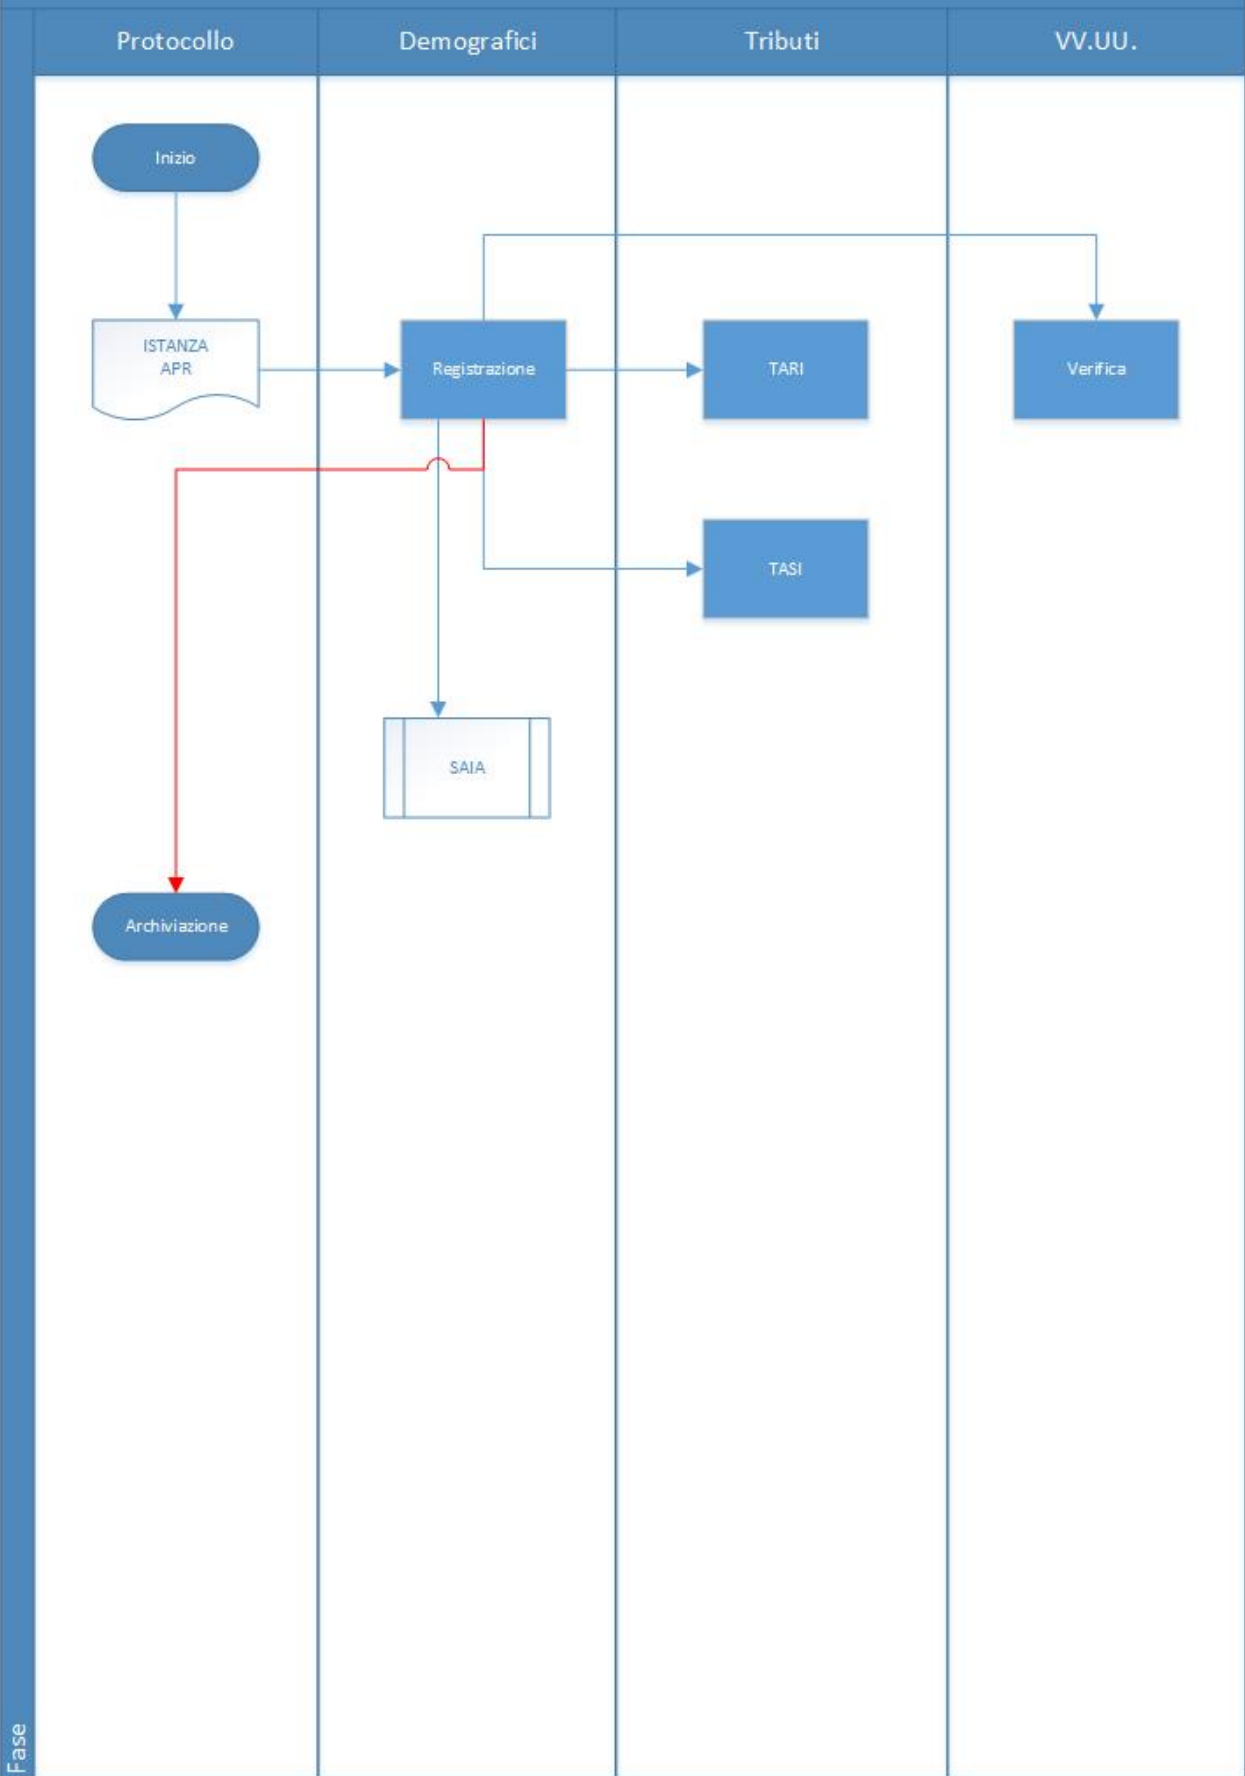 Protocollo
Demografici
Tributi
VV.UU.
Inizio
ISTANZA
APR
Registrazione
TARI
Verifica
TASI
SAIA
Archiviazione
Fase